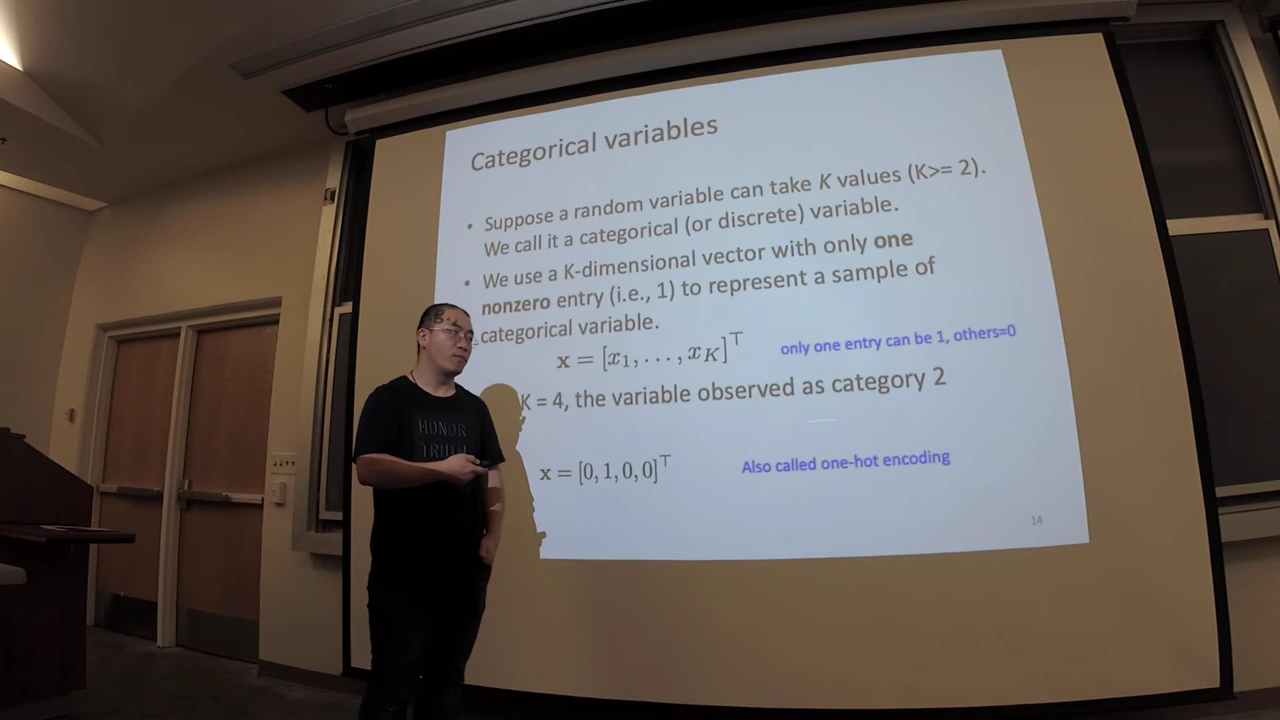 Categorical variables
• Suppose a random variable can take K values (K>= 2).
We call it a categorical (or discrete) variable.
• We use a K-dimensional vector with only one
nonzero entry (i.e., 1) to represent a sample of
categorical variable.
x = [x₁, . . . , x_K]⊤
only one entry can be 1, others=0
K = 4, the variable observed as category 2
x = [0, 1, 0, 0]⊤
Also called one-hot encoding
14
HONOR
TRUTH